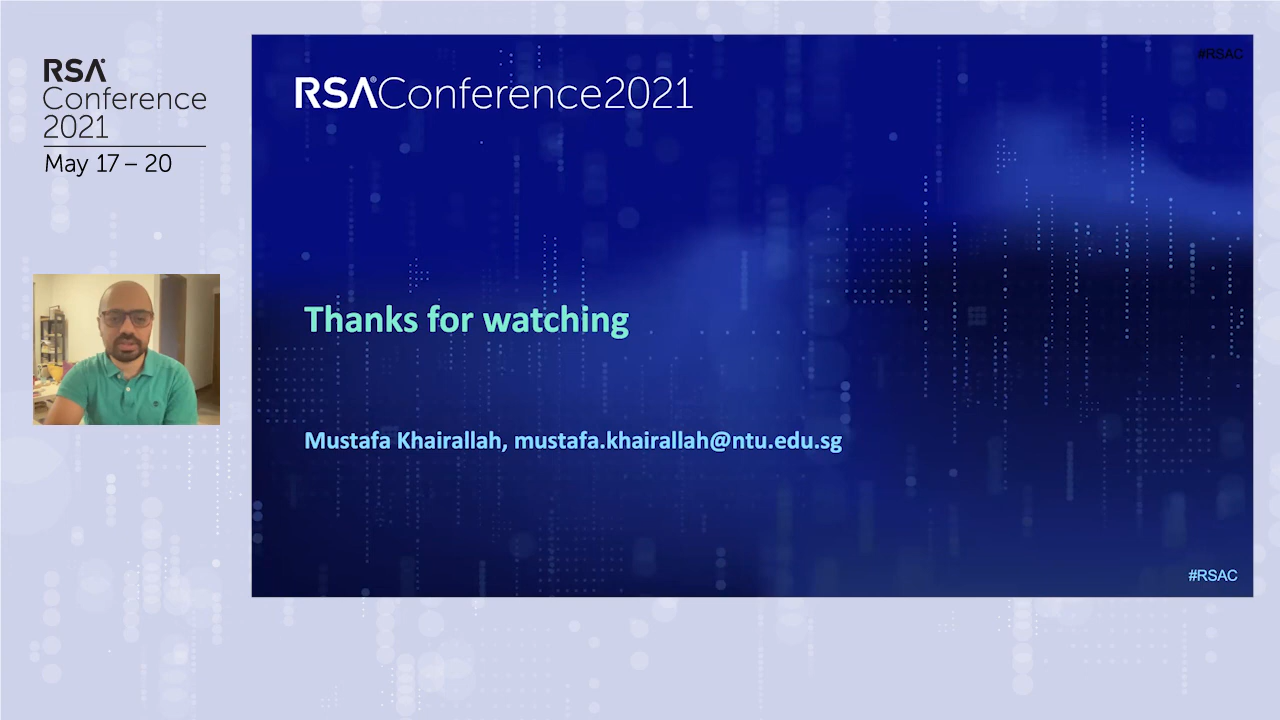 RSA
Conference
2021
May 17 – 20
#RSAC
RSAConference2021
Thanks for watching
Mustafa Khairallah, mustafa.khairallah@ntu.edu.sg
#RSAC